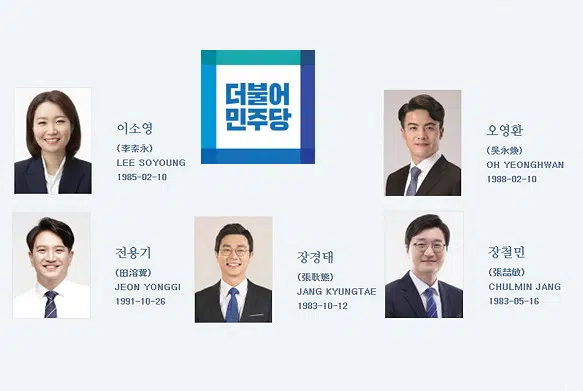 더불어
민주당
이소영
(李素永)
LEE SOYOUNG
1985-02-10
오영환
(吳永煥)
OH YEONGHWAN
1988-02-10
전용기
(田溶冀)
JEON YONGGI
1991-10-26
장경태
(張耿態)
JANG KYUNGTAE
1983-10-12
장철민
(張喆敏)
CHULMIN JANG
1983-05-16